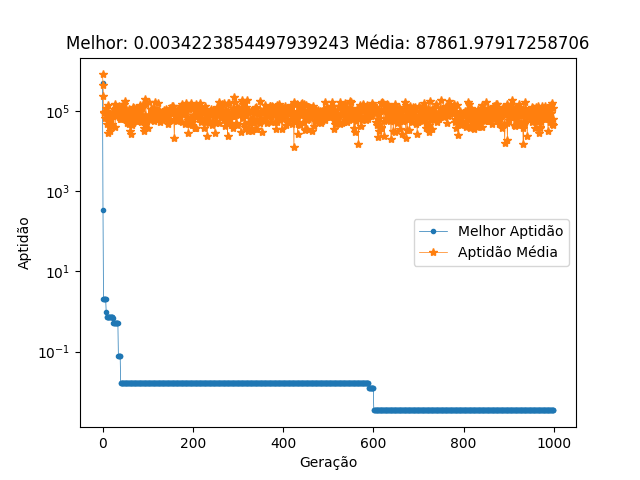 Melhor: 0.0034223854497939243 Média: 87861.97917258706
Aptidão
10^5
10^3
10^1
10^-1
Melhor Aptidão
Aptidão Média
0 200 400 600 800 1000
Geração